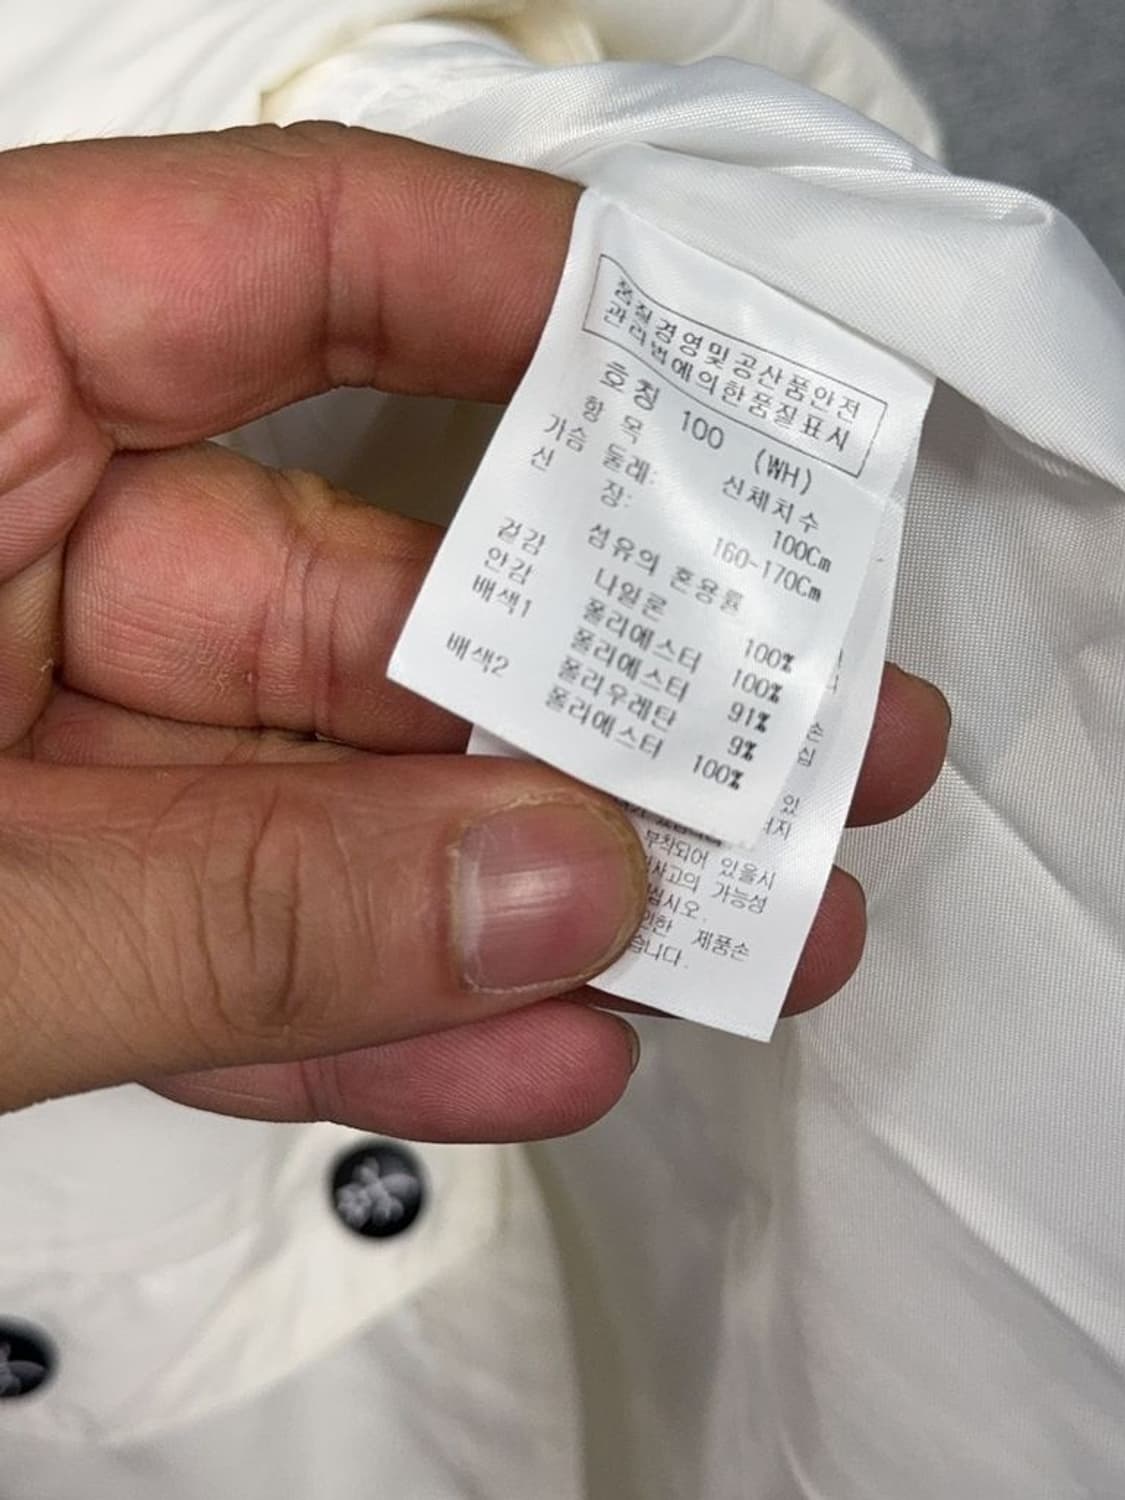 품질경영및공산품안전
관리법에의한품질표시
호칭 100 (WH)
항 목 신체치수
가슴 둘레: 100Cm
신 장: 160-170Cm
섬유의 혼용률
겉감 나일론 100%
안감 폴리에스터 100%
배색1 폴리에스터 91%
폴리우레탄 9%
배색2 폴리에스터 100%
손
십
있
부착되어 있을시
사고의 가능성
십시오.
인한 제품손
습니다.